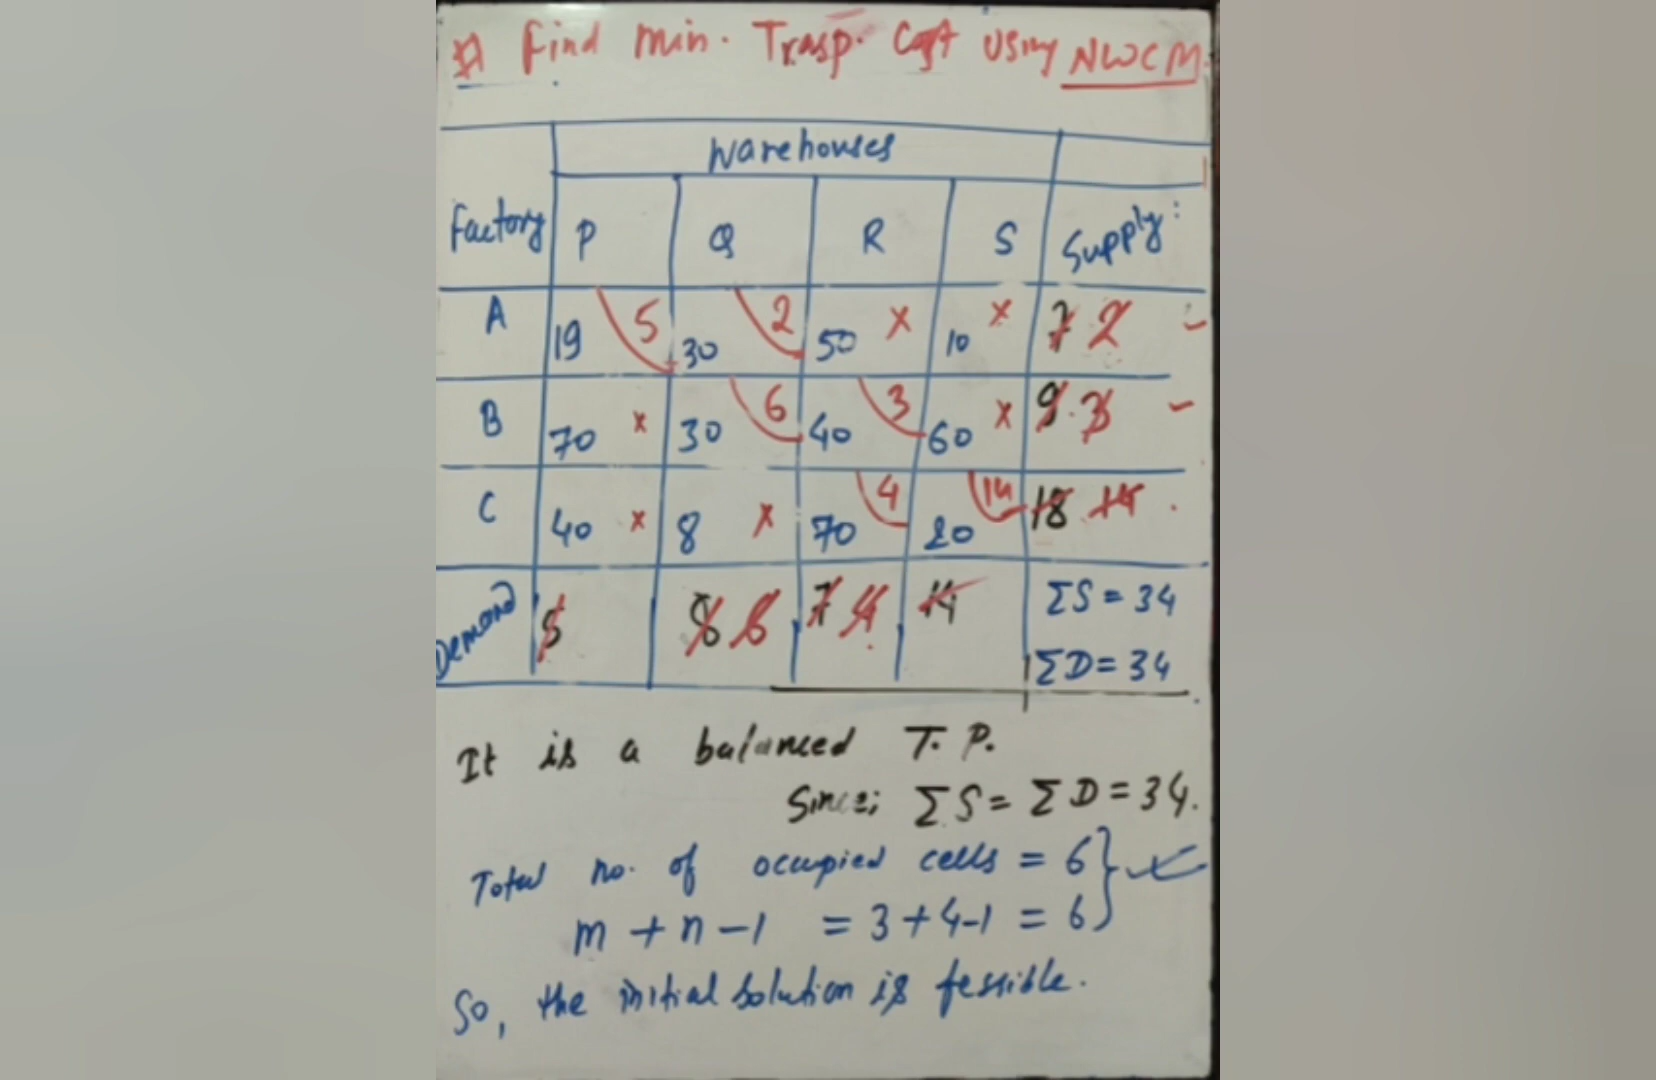 Find Min. Trasp. Cost Using NWCM.
Warehouses
Factory P Q R S Supply:
A 19 5 30 2 50 x 10 x 7 2
B 70 x 30 6 40 3 60 x 9 3
C 40 x 8 x 70 4 20 14 18 14
Demand 5 8 6 7 4 14 ΣS = 34
ΣD = 34
It is a balanced T.P.
Since; ΣS = ΣD = 34.
Total no. of occupied cells = 6
m + n - 1 = 3 + 4 - 1 = 6
So, the initial solution is fessible.